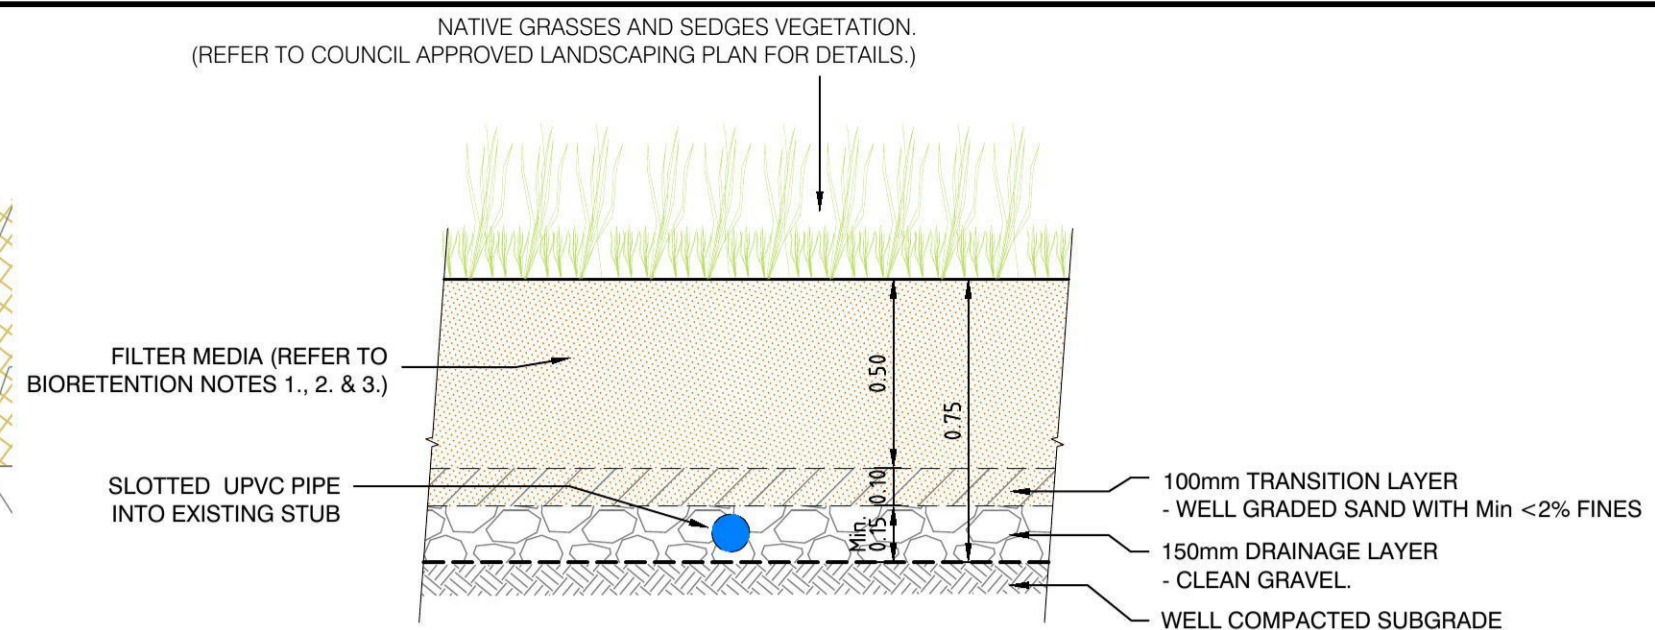 NATIVE GRASSES AND SEDGES VEGETATION.
(REFER TO COUNCIL APPROVED LANDSCAPING PLAN FOR DETAILS.)
FILTER MEDIA (REFER TO
BIORETENTION NOTES 1., 2. & 3.)
0.50
0.75
SLOTTED UPVC PIPE
INTO EXISTING STUB
0.10
Min.
0.15
100mm TRANSITION LAYER
- WELL GRADED SAND WITH Min <2% FINES
150mm DRAINAGE LAYER
- CLEAN GRAVEL.
WELL COMPACTED SUBGRADE